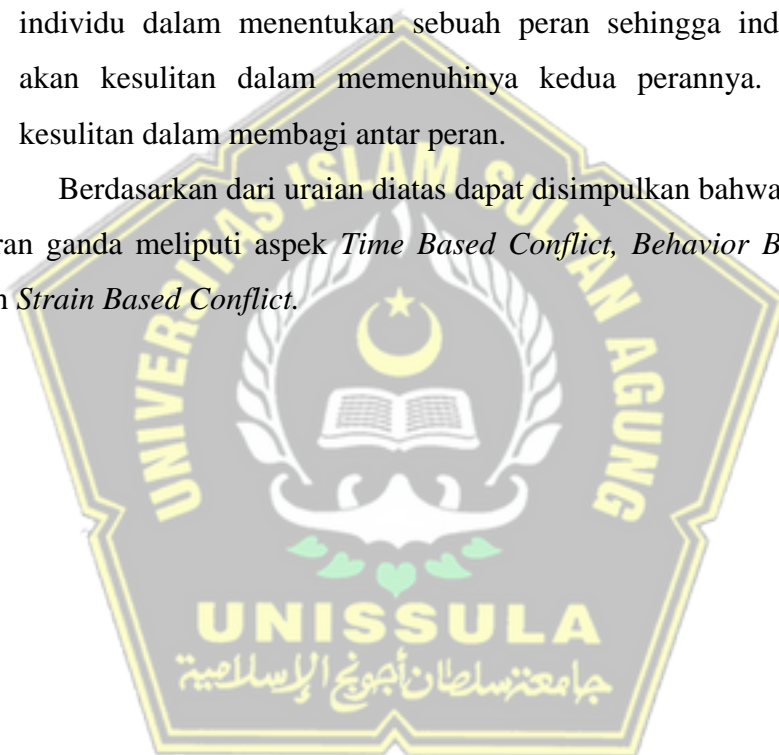 individu dalam menentukan sebuah peran sehingga ind
akan kesulitan dalam memenuhinya kedua perannya.
kesulitan dalam membagi antar peran.
Berdasarkan dari uraian diatas dapat disimpulkan bahwa
ran ganda meliputi aspek Time Based Conflict, Behavior B
n Strain Based Conflict.
UNIVERSITAS ISLAM SULTAN AGUNG
UNISSULA
جامعترسلطان أجونج الإسلامية